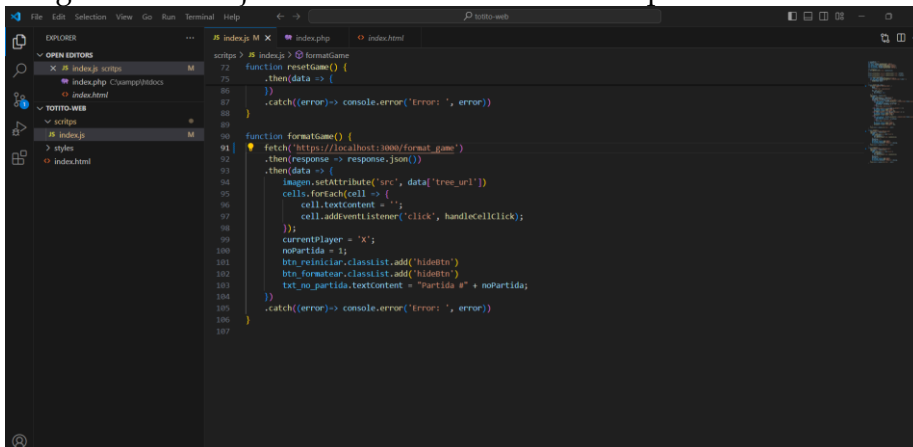 File Edit Selection View Go Run Terminal Help
totito-web
EXPLORER
OPEN EDITORS
index.js scritps M
index.php C:\xampp\htdocs
index.html
TOTITO-WEB
scritps
index.js M
styles
index.html
index.js M
index.php
index.html
scritps > index.js > formatGame
72 function resetGame() {
75 .then(data => {
86 })
87 .catch((error)=> console.error('Error: ', error))
88 }
89
90 function formatGame() {
91 fetch('https://localhost:3000/format_game')
92 .then(response => response.json())
93 .then(data => {
94 imagen.setAttribute('src', data['tree_url'])
95 cells.forEach(cell => {
96 cell.textContent = '';
97 cell.addEventListener('click', handleCellClick);
98 });
99 currentPlayer = 'X';
100 noPartida = 1;
101 btn_reiniciar.classList.add('hideBtn')
102 btn_formatear.classList.add('hideBtn')
103 txt_no_partida.textContent = "Partida #" + noPartida;
104 })
105 .catch((error)=> console.error('Error: ', error))
106 }
107